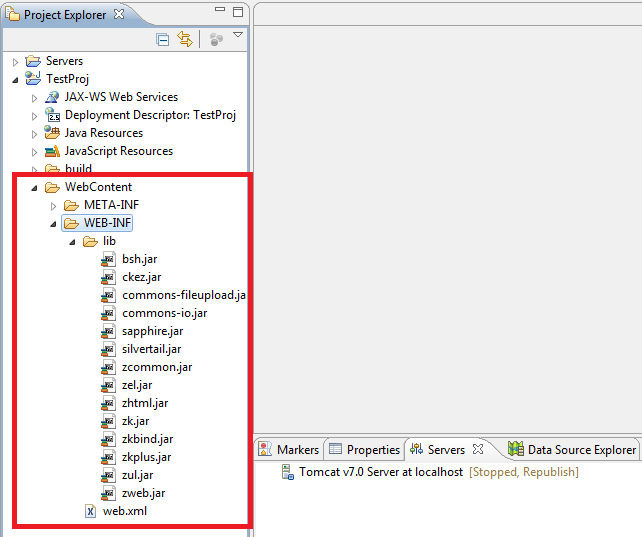 Project Explorer
Servers
TestProj
JAX-WS Web Services
2.5 Deployment Descriptor: TestProj
Java Resources
JavaScript Resources
build
WebContent
META-INF
WEB-INF
lib
bsh.jar
ckez.jar
commons-fileupload.ja
commons-io.jar
sapphire.jar
silvertail.jar
zcommon.jar
zel.jar
zhtml.jar
zk.jar
zkbind.jar
zkplus.jar
zul.jar
zweb.jar
web.xml
Markers Properties Servers Data Source Explorer
Tomcat v7.0 Server at localhost [Stopped, Republish]